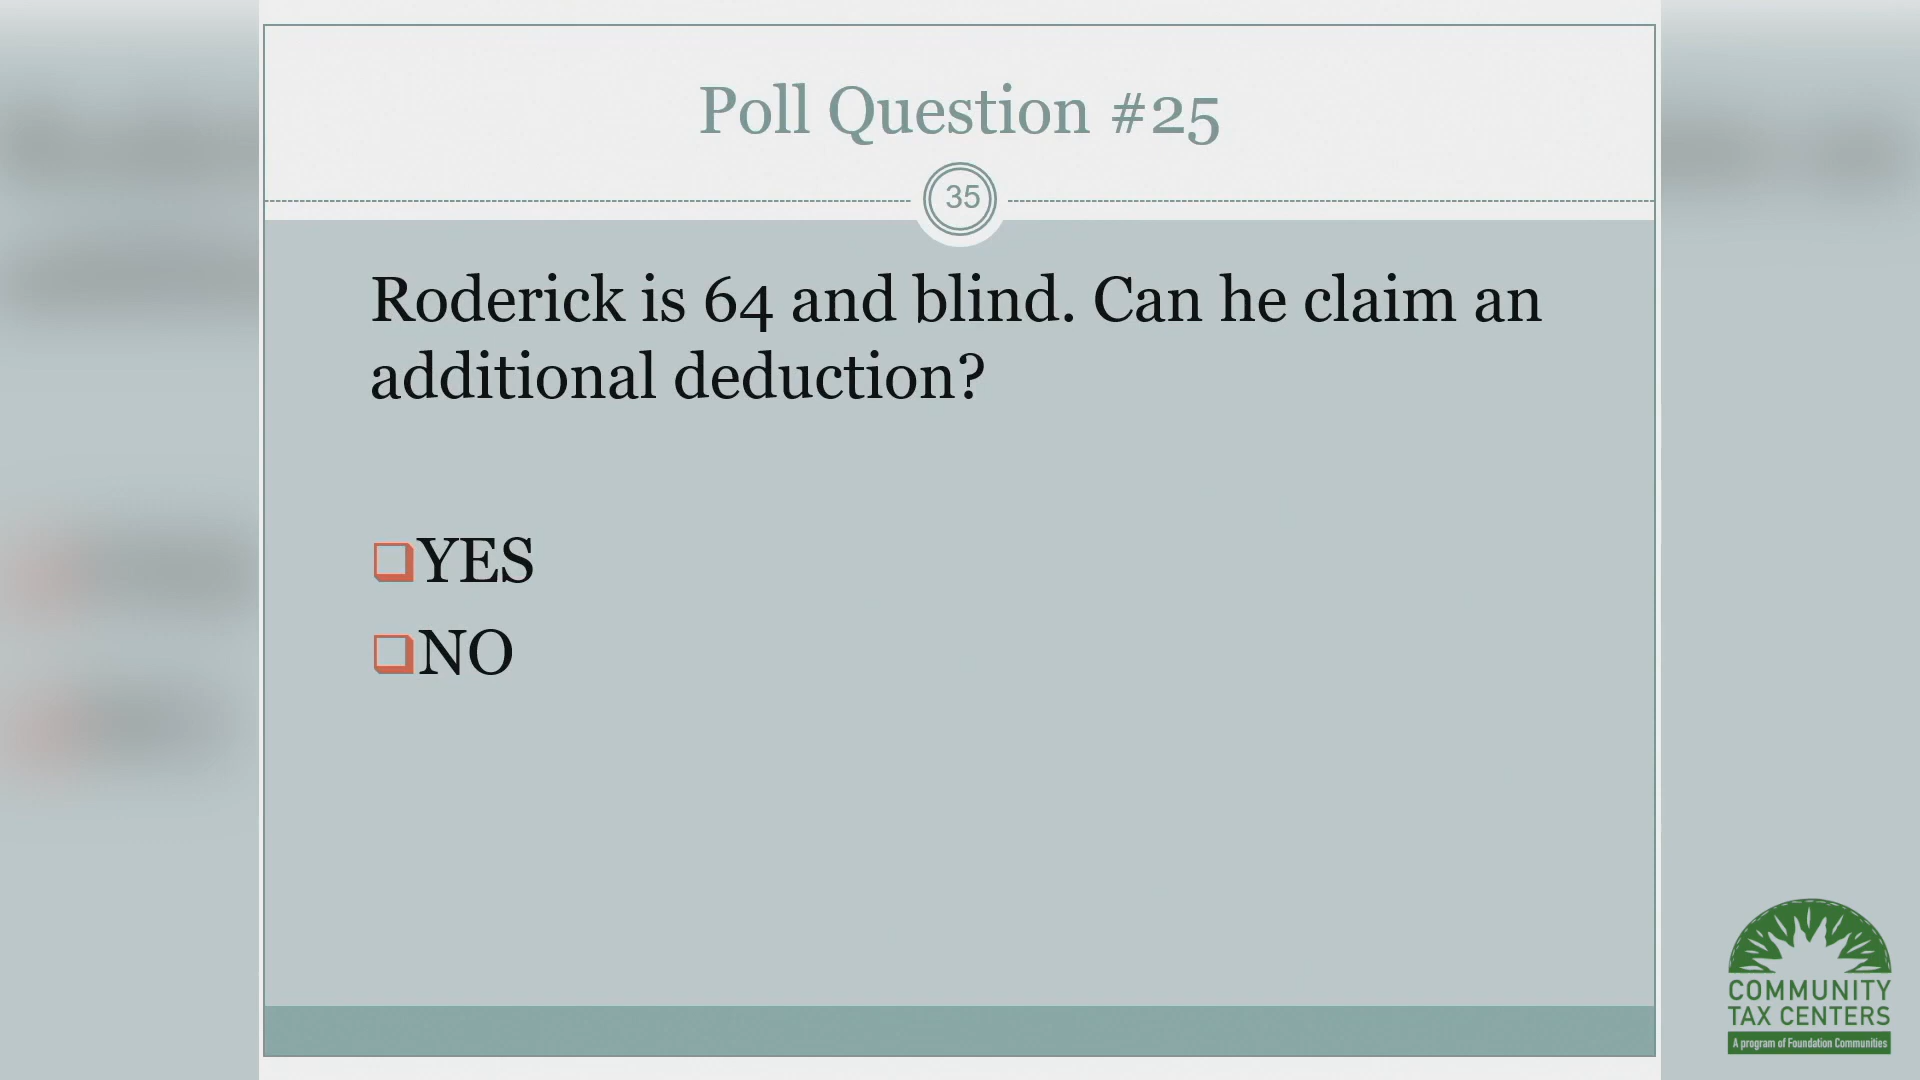 Poll Question #25
35
Roderick is 64 and blind. Can he claim an
additional deduction?
❑YES
❑NO
COMMUNITY
TAX CENTERS
A program of Foundation Communities